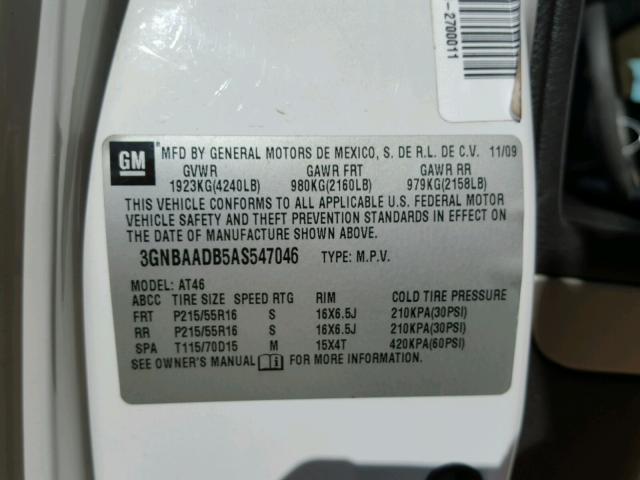 -2700011
GM
MFD BY GENERAL MOTORS DE MEXICO, S. DE R.L. DE C.V. 11/09
GVWR GAWR FRT GAWR RR
1923KG(4240LB) 980KG(2160LB) 979KG(2158LB)
THIS VEHICLE CONFORMS TO ALL APPLICABLE U.S. FEDERAL MOTOR
VEHICLE SAFETY AND THEFT PREVENTION STANDARDS IN EFFECT ON
THE DATE OF MANUFACTURE SHOWN ABOVE.
3GNBAADB5AS547046 TYPE: M.P.V.
MODEL: AT46
ABCC TIRE SIZE SPEED RTG RIM COLD TIRE PRESSURE
FRT P215/55R16 S 16X6.5J 210KPA(30PSI)
RR P215/55R16 S 16X6.5J 210KPA(30PSI)
SPA T115/70D15 M 15X4T 420KPA(60PSI)
SEE OWNER'S MANUAL FOR MORE INFORMATION.